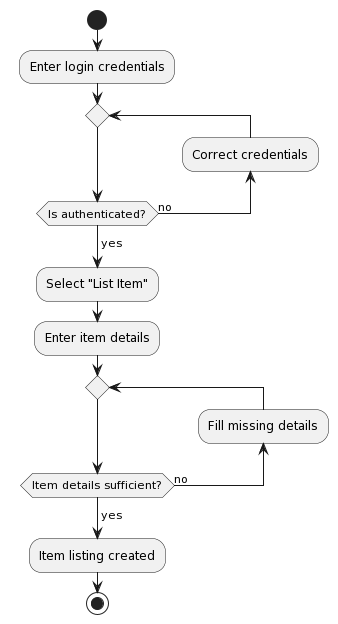 Enter login credentials
Correct credentials
Is authenticated?
no
yes
Select "List Item"
Enter item details
Fill missing details
Item details sufficient?
no
yes
Item listing created